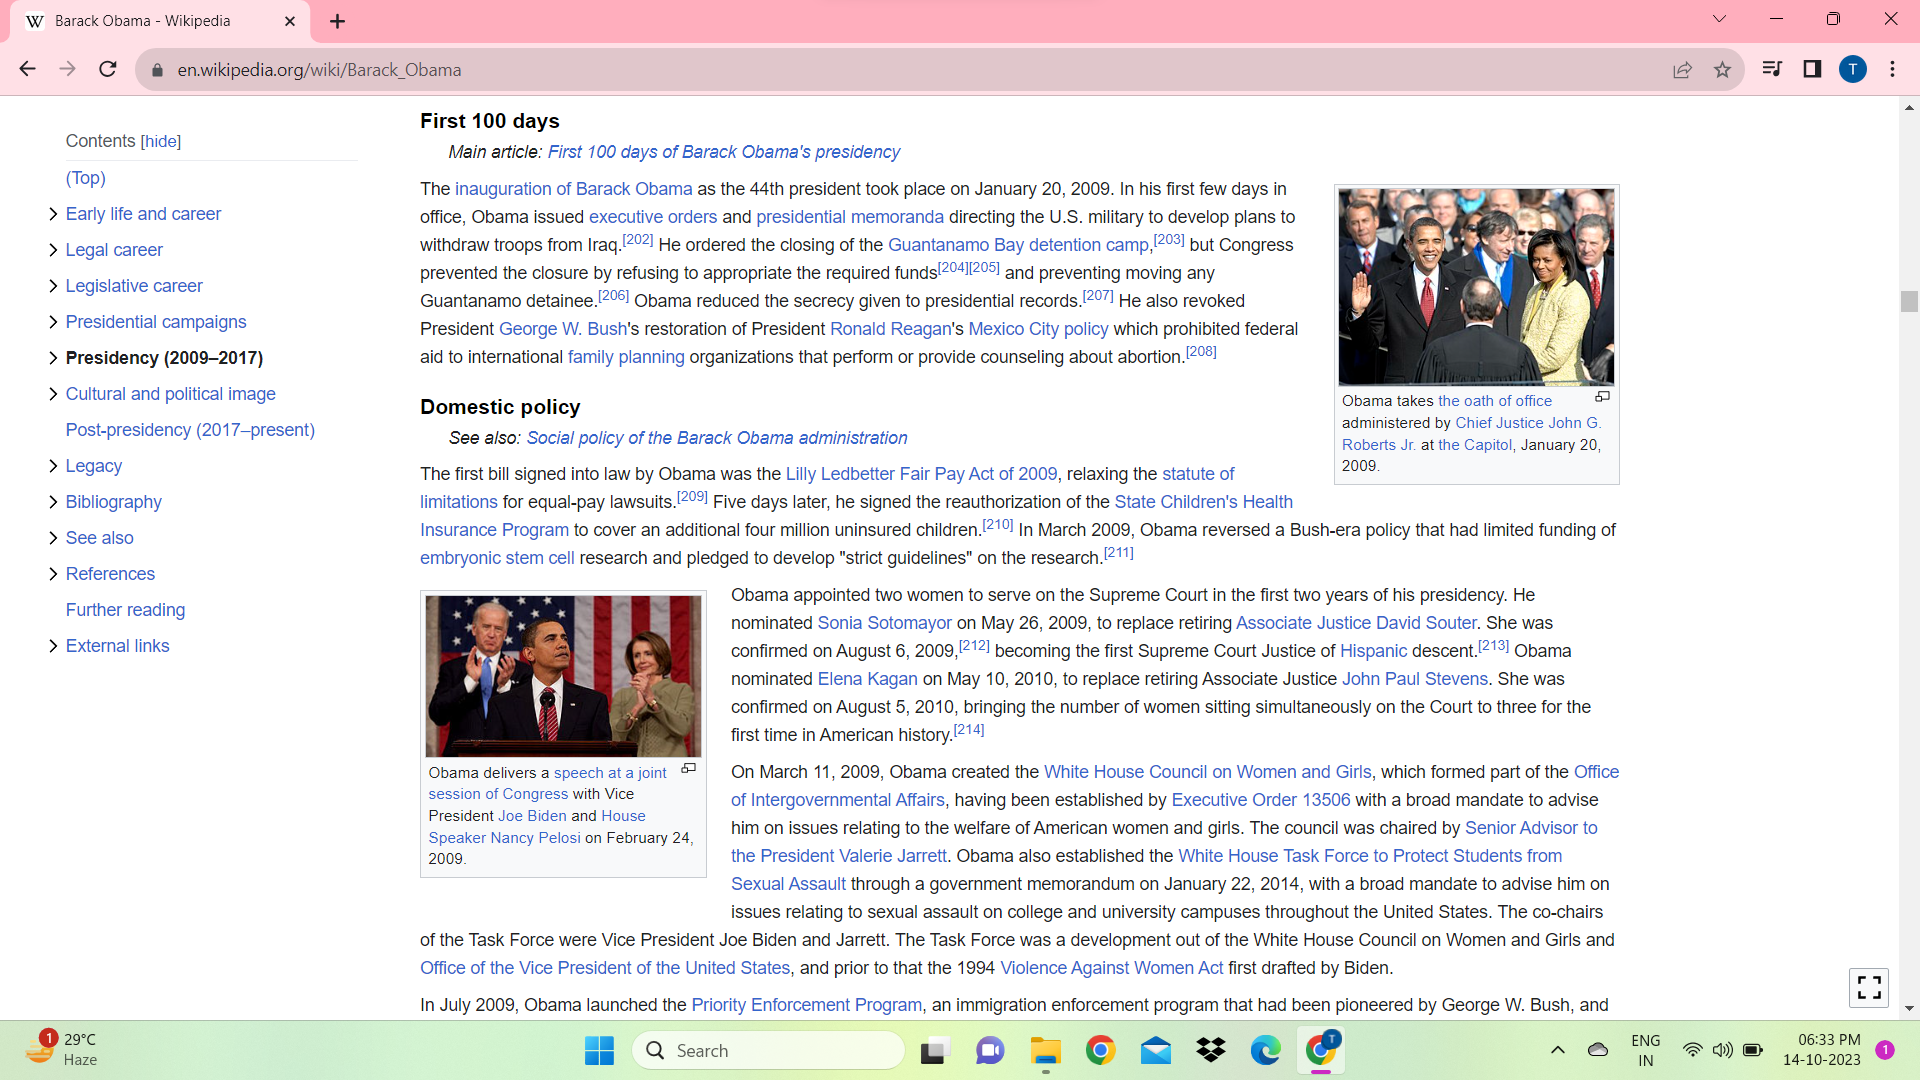 Barack Obama - Wikipedia
en.wikipedia.org/wiki/Barack_Obama
T
Contents [hide]
(Top)
Early life and career
Legal career
Legislative career
Presidential campaigns
Presidency (2009–2017)
Cultural and political image
Post-presidency (2017–present)
Legacy
Bibliography
See also
References
Further reading
External links
First 100 days
Main article: First 100 days of Barack Obama's presidency
The inauguration of Barack Obama as the 44th president took place on January 20, 2009. In his first few days in
office, Obama issued executive orders and presidential memoranda directing the U.S. military to develop plans to
withdraw troops from Iraq.[202] He ordered the closing of the Guantanamo Bay detention camp,[203] but Congress
prevented the closure by refusing to appropriate the required funds[204][205] and preventing moving any
Guantanamo detainee.[206] Obama reduced the secrecy given to presidential records.[207] He also revoked
President George W. Bush's restoration of President Ronald Reagan's Mexico City policy which prohibited federal
aid to international family planning organizations that perform or provide counseling about abortion.[208]
Obama takes the oath of office
administered by Chief Justice John G.
Roberts Jr. at the Capitol, January 20,
2009.
Domestic policy
See also: Social policy of the Barack Obama administration
The first bill signed into law by Obama was the Lilly Ledbetter Fair Pay Act of 2009, relaxing the statute of
limitations for equal-pay lawsuits.[209] Five days later, he signed the reauthorization of the State Children's Health
Insurance Program to cover an additional four million uninsured children.[210] In March 2009, Obama reversed a Bush-era policy that had limited funding of
embryonic stem cell research and pledged to develop "strict guidelines" on the research.[211]
Obama delivers a speech at a joint
session of Congress with Vice
President Joe Biden and House
Speaker Nancy Pelosi on February 24,
2009.
Obama appointed two women to serve on the Supreme Court in the first two years of his presidency. He
nominated Sonia Sotomayor on May 26, 2009, to replace retiring Associate Justice David Souter. She was
confirmed on August 6, 2009,[212] becoming the first Supreme Court Justice of Hispanic descent.[213] Obama
nominated Elena Kagan on May 10, 2010, to replace retiring Associate Justice John Paul Stevens. She was
confirmed on August 5, 2010, bringing the number of women sitting simultaneously on the Court to three for the
first time in American history.[214]
On March 11, 2009, Obama created the White House Council on Women and Girls, which formed part of the Office
of Intergovernmental Affairs, having been established by Executive Order 13506 with a broad mandate to advise
him on issues relating to the welfare of American women and girls. The council was chaired by Senior Advisor to
the President Valerie Jarrett. Obama also established the White House Task Force to Protect Students from
Sexual Assault through a government memorandum on January 22, 2014, with a broad mandate to advise him on
issues relating to sexual assault on college and university campuses throughout the United States. The co-chairs
of the Task Force were Vice President Joe Biden and Jarrett. The Task Force was a development out of the White House Council on Women and Girls and
Office of the Vice President of the United States, and prior to that the 1994 Violence Against Women Act first drafted by Biden.
In July 2009, Obama launched the Priority Enforcement Program, an immigration enforcement program that had been pioneered by George W. Bush, and
1
29°C
Haze
Search
T
ENG
IN
06:33 PM
14-10-2023
1